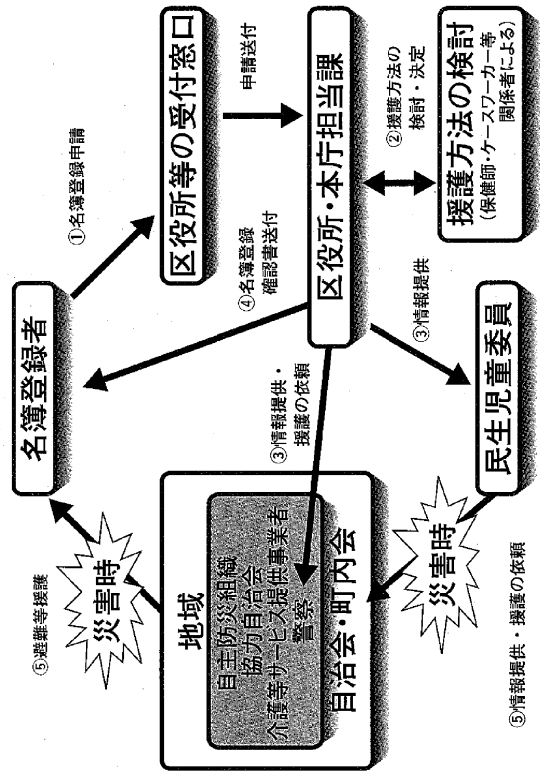 名簿登録者
①名簿登録申請
区役所等の受付窓口
申請送付
④名簿登録
確認書送付
区役所・本庁担当課
②援護方法の
検討・決定
援護方法の検討
(保健師・ケースワーカー等
関係者による)
③情報提供・
援護の依頼
③情報提供
民生児童委員
⑤避難等援護
災害時
地域
自主防災組織
協力自治会
介護等サービス提供事業者
警察
自治会・町内会
災害時
⑤情報提供・援護の依頼